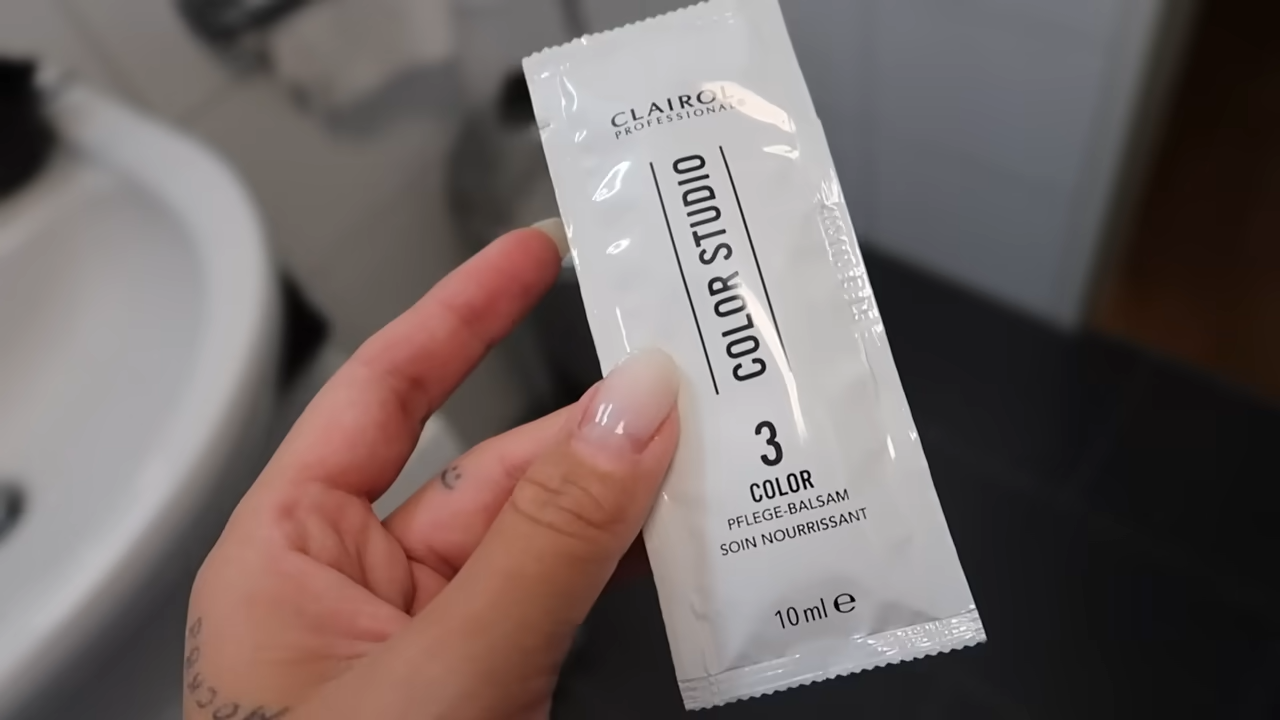 CLAIROL
PROFESSIONAL®
COLOR STUDIO
3
COLOR
PFLEGE-BALSAM
SOIN NOURRISSANT
10 ml ℮